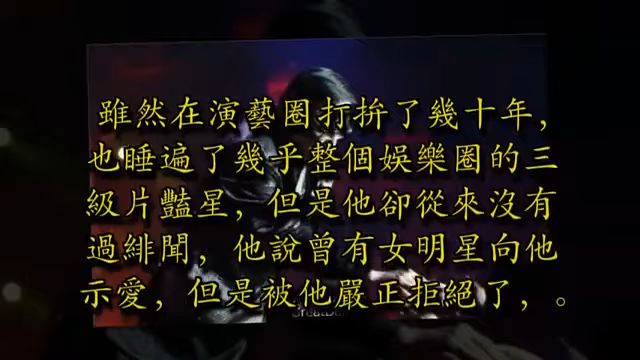 雖然在演藝圈打拚了幾十年，
也睡遍了幾乎整個娛樂圈的三
級片豔星，但是他卻從來沒有
過緋聞，他說曾有女明星向他
示愛，但是被他嚴正拒絕了，。